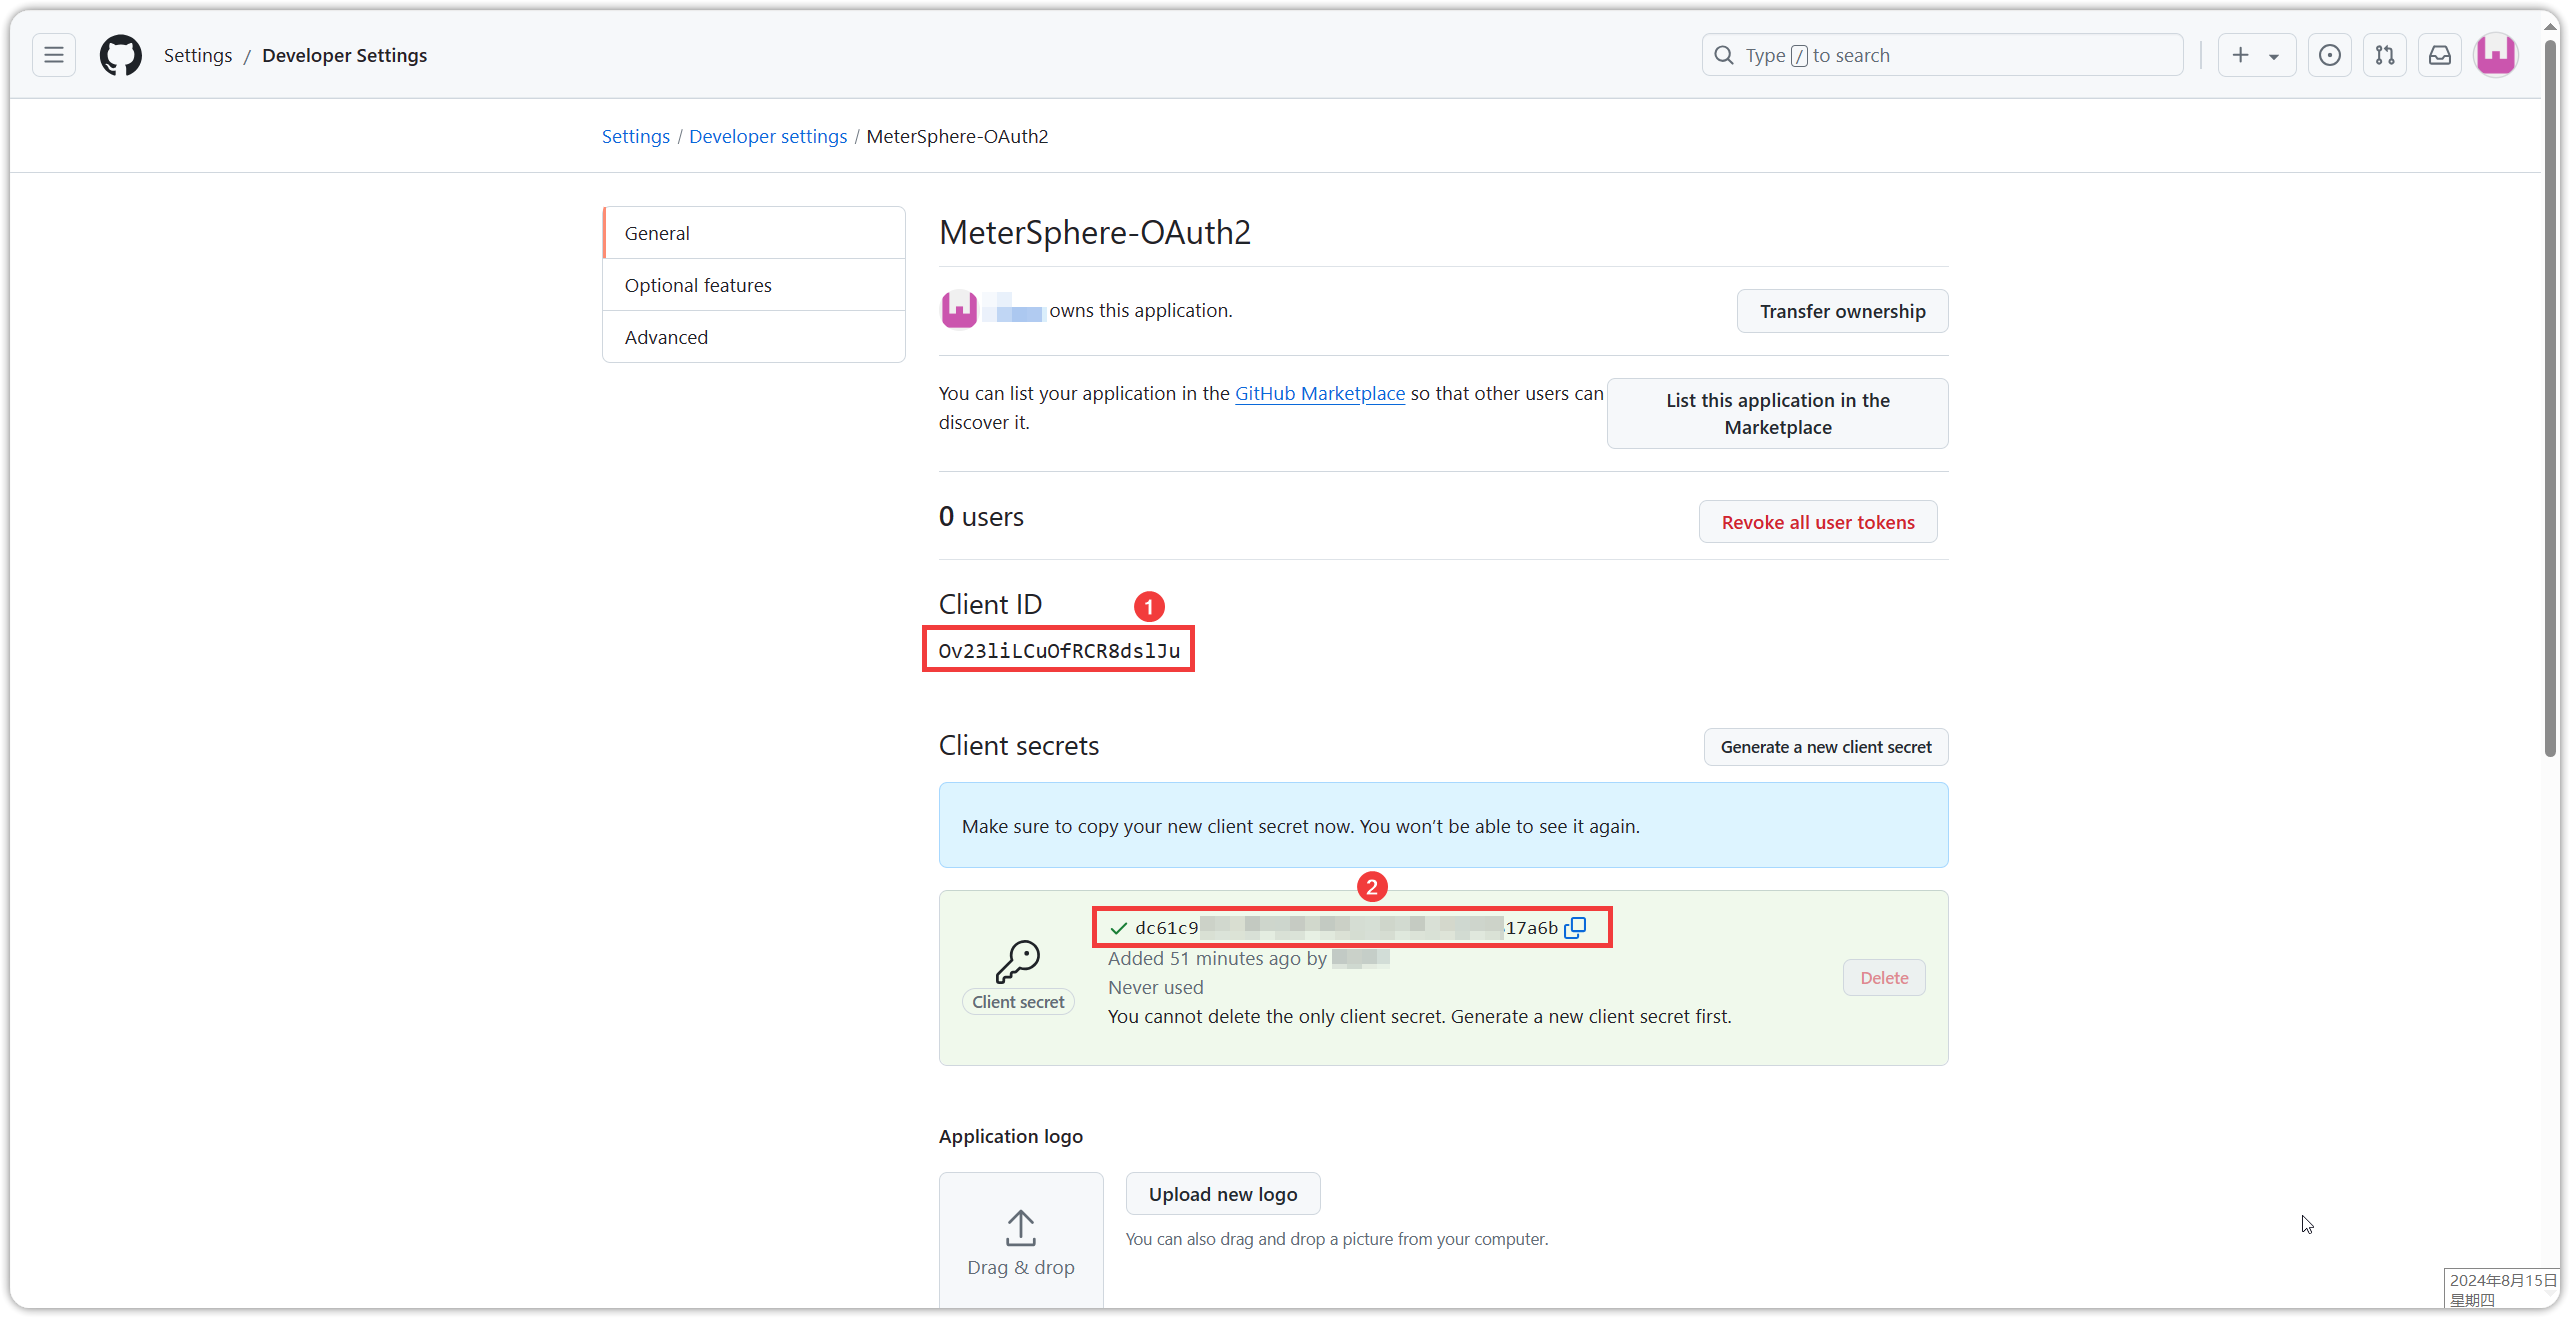 Settings / Developer Settings
Type / to search
Settings / Developer settings / MeterSphere-OAuth2
General
Optional features
Advanced
MeterSphere-OAuth2
owns this application.
Transfer ownership
You can list your application in the GitHub Marketplace so that other users can
discover it.
List this application in the
Marketplace
0 users
Revoke all user tokens
Client ID
1
Ov23liLCuOfRCR8dslJu
Client secrets
Generate a new client secret
Make sure to copy your new client secret now. You won’t be able to see it again.
2
dc61c9 17a6b
Added 51 minutes ago by
Never used
You cannot delete the only client secret. Generate a new client secret first.
Client secret
Delete
Application logo
Drag & drop
Upload new logo
You can also drag and drop a picture from your computer.
2024年8月15日
星期四